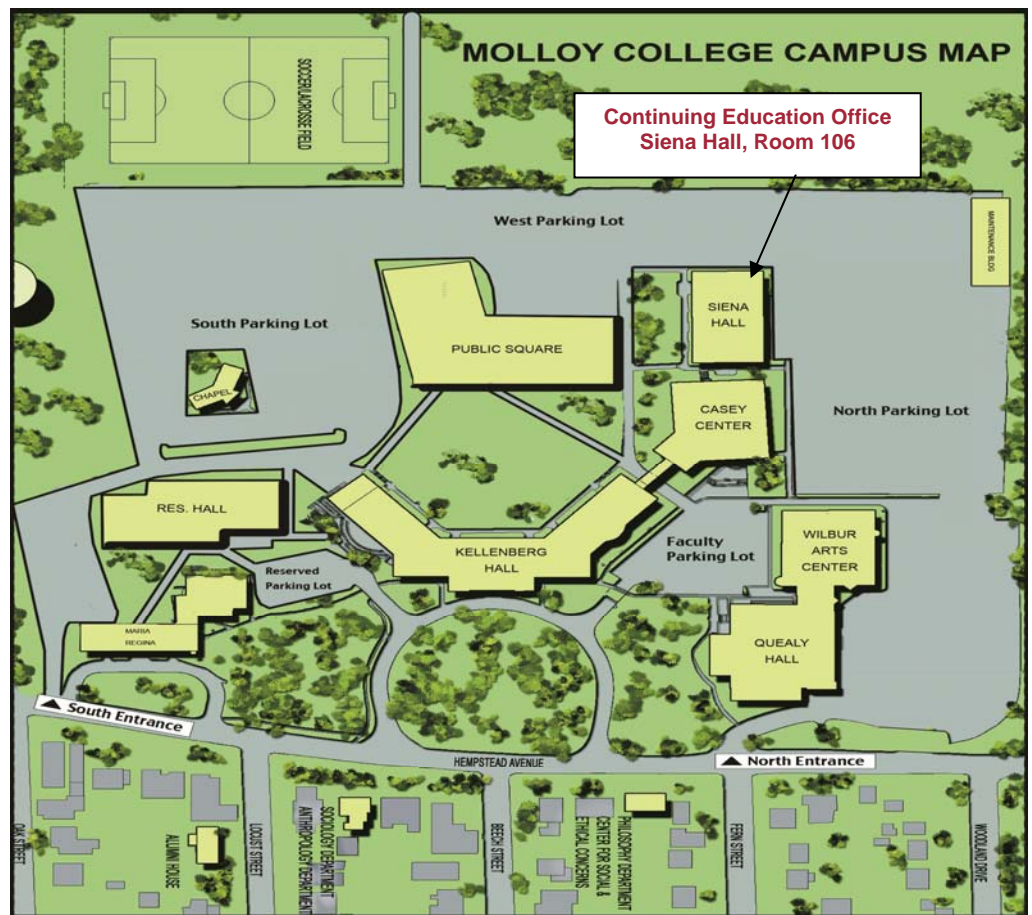 MOLLOY COLLEGE CAMPUS MAP
SOCCER/LACROSSE FIELD
Continuing Education Office
Siena Hall, Room 106
West Parking Lot
MAINTENANCE BLDG
SIENA
HALL
South Parking Lot
PUBLIC SQUARE
CHAPEL
CASEY
CENTER
North Parking Lot
RES. HALL
KELLENBERG
HALL
Faculty
Parking Lot
WILBUR
ARTS
CENTER
Reserved
Parking Lot
MARIA
REGINA
QUEALY
HALL
South Entrance
HEMPSTEAD AVENUE
North Entrance
OAK STREET
ALUMNI HOUSE
LOCUST STREET
SOCIOLOGY DEPARTMENT
ANTHROPOLOGY DEPARTMENT
BEECH STREET
PHILOSOPHY DEPARTMENT
CENTER FOR SOCIAL &
ETHICAL CONCERNS
FERN STREET
WOODLAND DRIVE